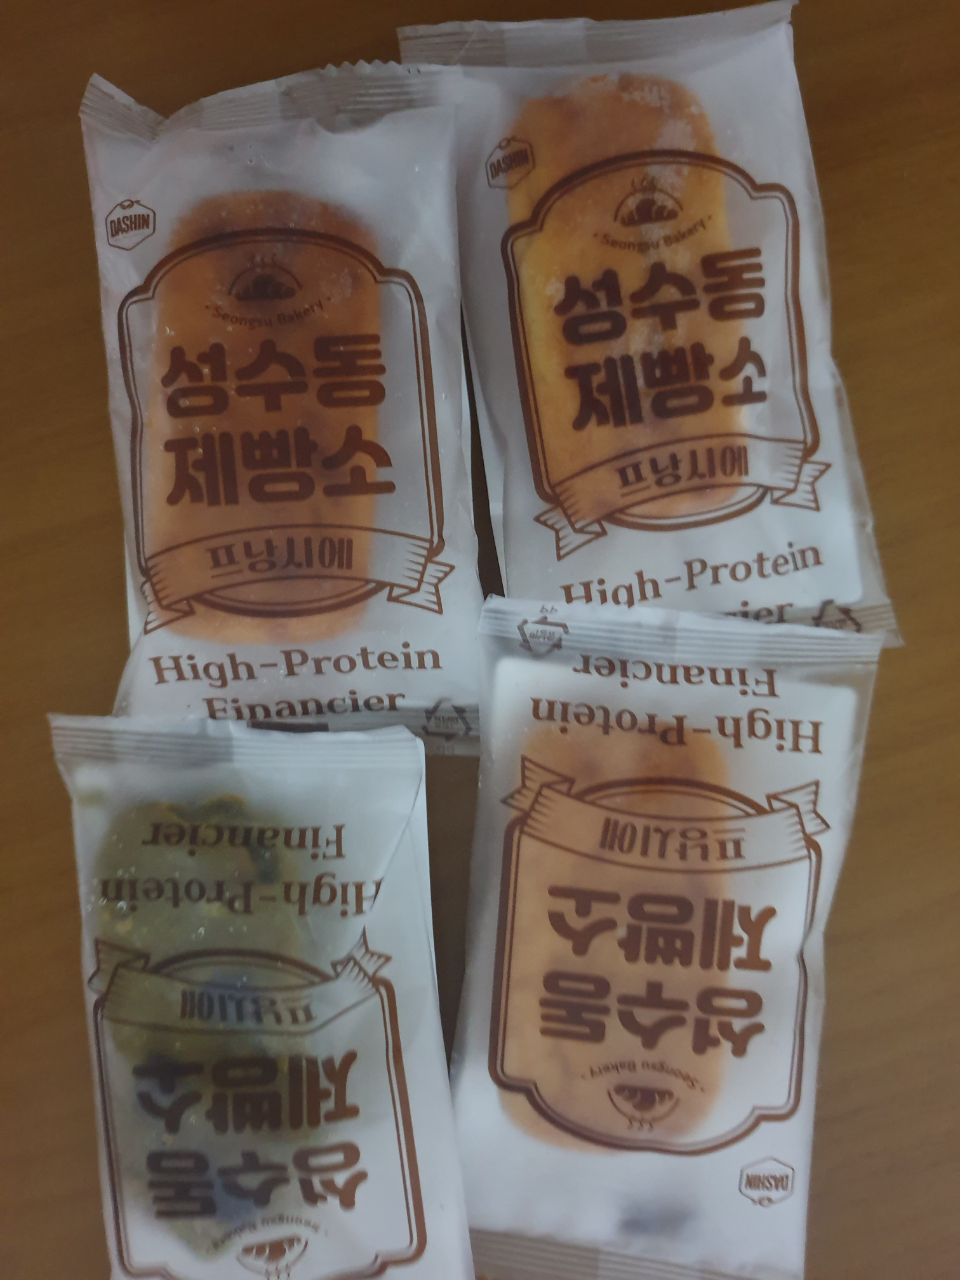 DASHIN
Seongsu Bakery
성수동
제빵소
프낭시에
High-Protein
Financier
DASHIN
Seongsu Bakery
성수동
제빵소
프낭시에
High-Protein
High-Protein
Financier
프낭시에
제빵소
성수동
Seongsu Bakery
High-Protein
Financier
프낭시에
제빵소
성수동
Seongsu Bakery
DASHIN